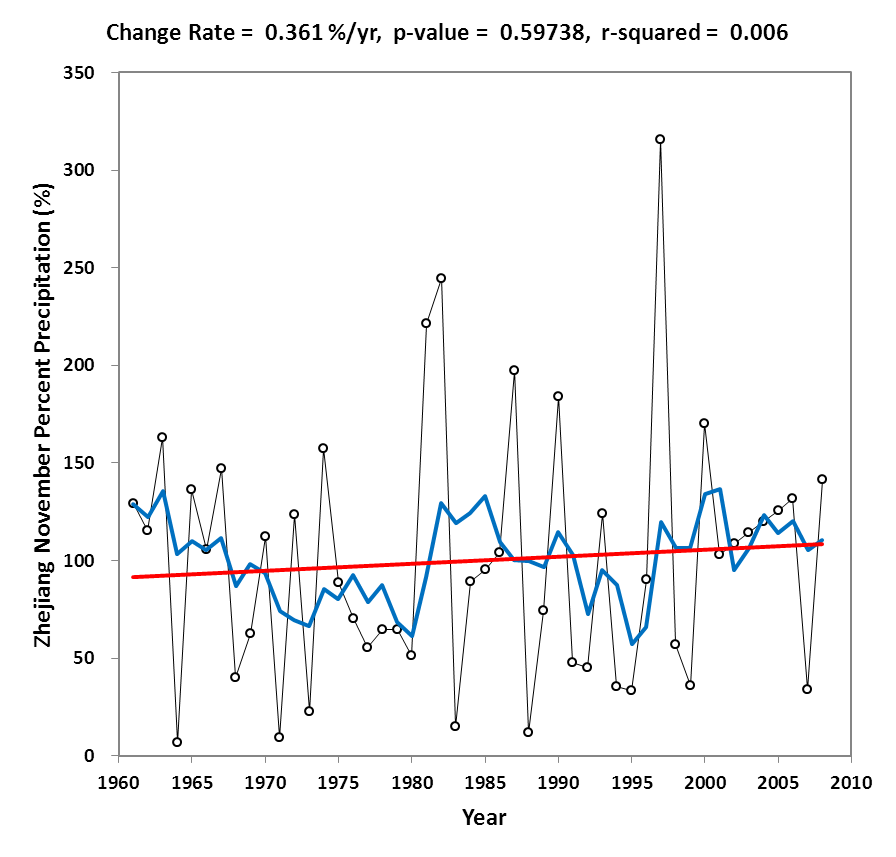 Change Rate = 0.361 %/yr, p-value = 0.59738, r-squared = 0.006
Zhejiang November Percent Precipitation (%)
350
300
250
200
150
100
50
0
1960 1965 1970 1975 1980 1985 1990 1995 2000 2005 2010
Year